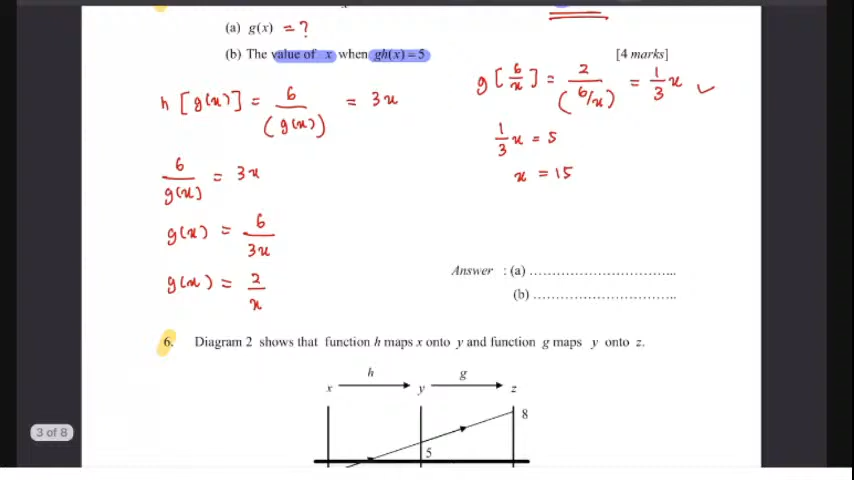 (a) g(x) = ?
(b) The value of x when gh(x) = 5
[4 marks]
h [g(x)] = 6 / (g(x)) = 3x
6 / g(x) = 3x
g(x) = 6 / 3x
g(x) = 2 / x
g [6/x] = 2 / (6/x) = 1/3 x ✓
1/3 x = 5
x = 15
Answer : (a) ……………………………...
(b) ……………………………..
6. Diagram 2 shows that function h maps x onto y and function g maps y onto z.
h g
x y z
8
5
3 of 8